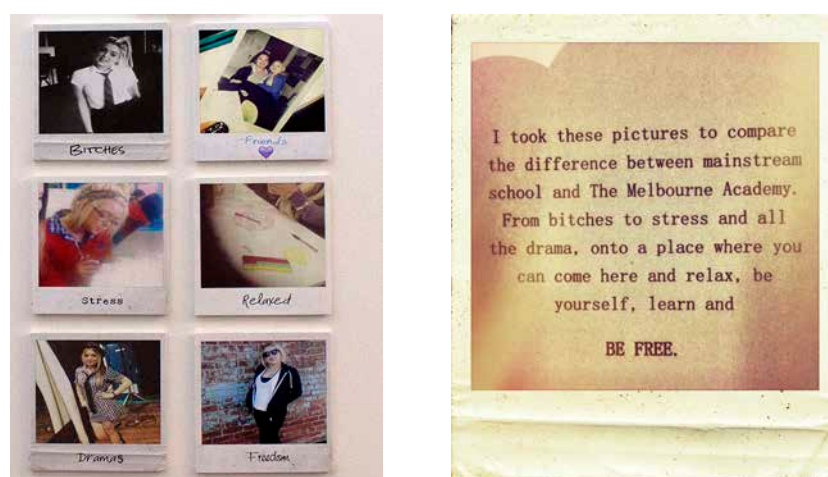 BITCHES
Friends
Stress
Relaxed
Dramas
Freedom
I took these pictures to compare
the difference between mainstream
school and The Melbourne Academy.
From bitches to stress and all
the drama, onto a place where you
can come here and relax, be
yourself, learn and
BE FREE.